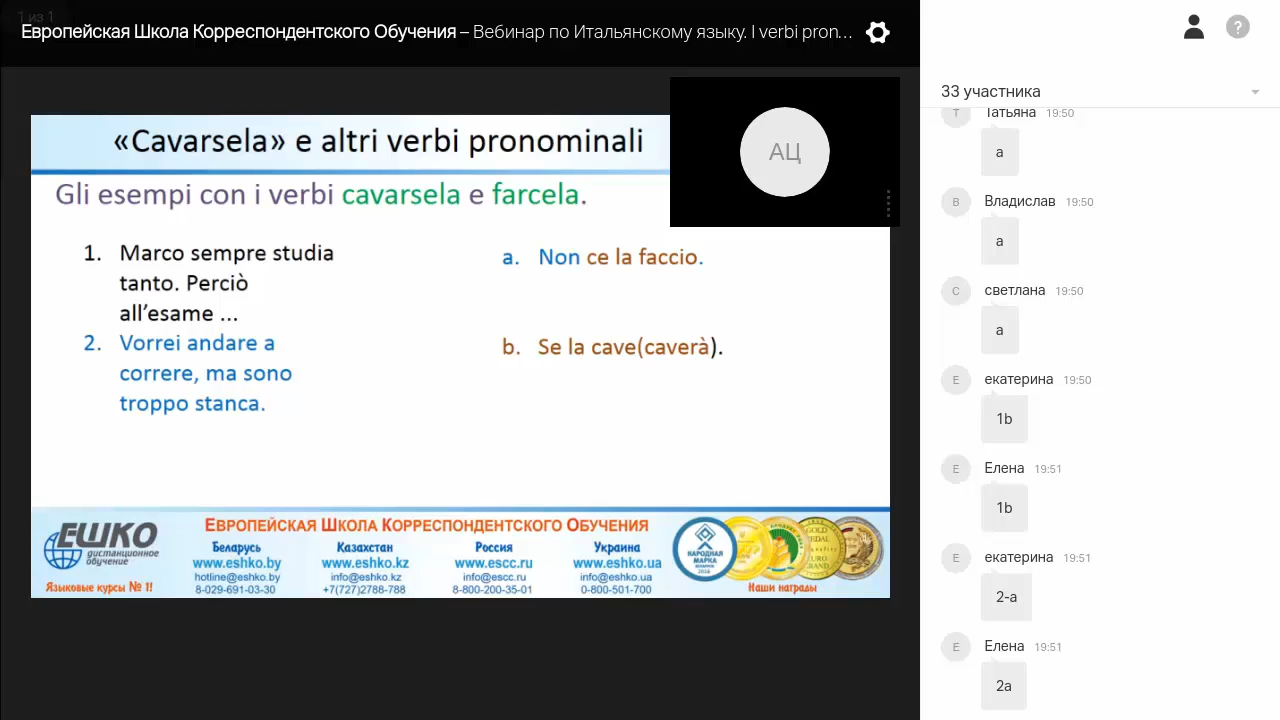 1 из 1
Европейская Школа Корреспондентского Обучения – Вебинар по Итальянскому языку. I verbi pron...
«Cavarsela» e altri verbi pronominali
Gli esempi con i verbi cavarsela e farcela.
1. Marco sempre studia
tanto. Perciò
all’esame ...
2. Vorrei andare a
correre, ma sono
troppo stanca.
a. Non ce la faccio.
b. Se la cave(caverà).
АЦ
ЕШКО
дистанционное
обучение
Языковые курсы № 1!
Европейская Школа Корреспондентского Обучения
Беларусь
www.eshko.by
hotline@eshko.by
8-029-691-03-30
Казахстан
www.eshko.kz
info@eshko.kz
+7(727)2788-788
Россия
www.escc.ru
info@escc.ru
8-800-200-35-01
Украина
www.eshko.ua
info@eshko.ua
0-800-501-700
НАРОДНАЯ
МАРКА
Наши награды
?
33 участника
Т Татьяна 19:50
a
В Владислав 19:50
a
С светлана 19:50
a
Е екатерина 19:50
1b
Е Елена 19:51
1b
Е екатерина 19:51
2-a
Е Елена 19:51
2a